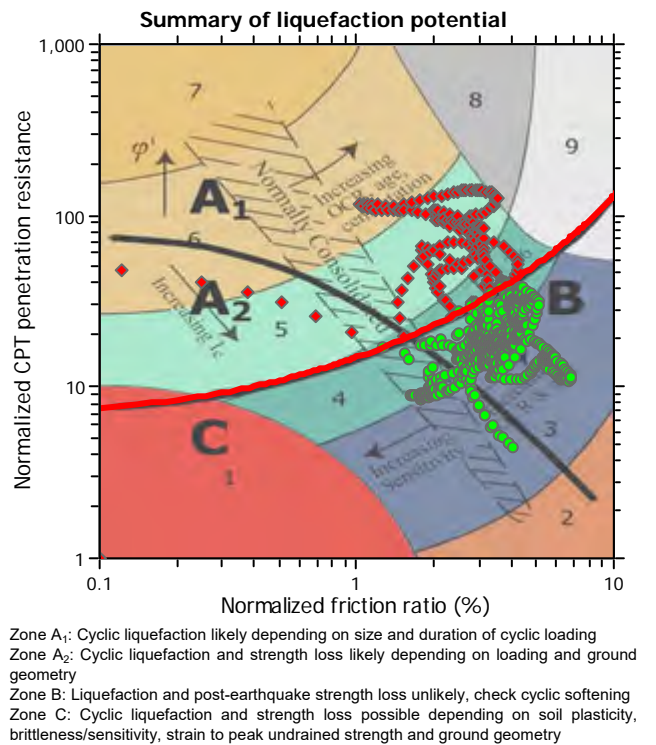 Summary of liquefaction potential
1,000
100
10
1
0.1
1
10
Normalized CPT penetration resistance
Normalized friction ratio (%)
7
8
9
φ'
A1
Increasing
OCR, age,
Normally Consolidated
6
A2
Increasing Ic
5
B
4
3
C
1
Increasing
Sensitivity
2
Zone A1: Cyclic liquefaction likely depending on size and duration of cyclic loading
Zone A2: Cyclic liquefaction and strength loss likely depending on loading and ground
geometry
Zone B: Liquefaction and post-earthquake strength loss unlikely, check cyclic softening
Zone C: Cyclic liquefaction and strength loss possible depending on soil plasticity,
brittleness/sensitivity, strain to peak undrained strength and ground geometry